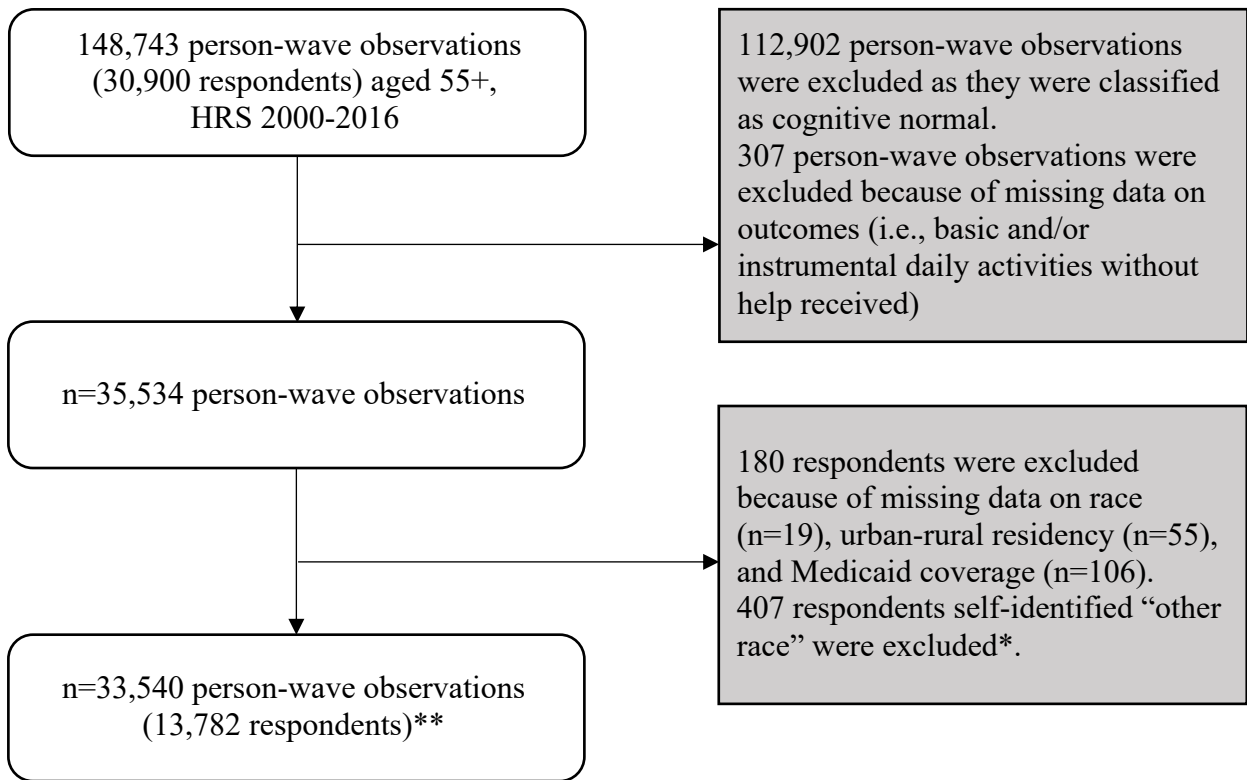 148,743 person-wave observations
(30,900 respondents) aged 55+,
HRS 2000-2016
112,902 person-wave observations
were excluded as they were classified
as cognitive normal.
307 person-wave observations were
excluded because of missing data on
outcomes (i.e., basic and/or
instrumental daily activities without
help received)
n=35,534 person-wave observations
180 respondents were excluded
because of missing data on race
(n=19), urban-rural residency (n=55),
and Medicaid coverage (n=106).
407 respondents self-identified “other
race” were excluded*.
n=33,540 person-wave observations
(13,782 respondents)**